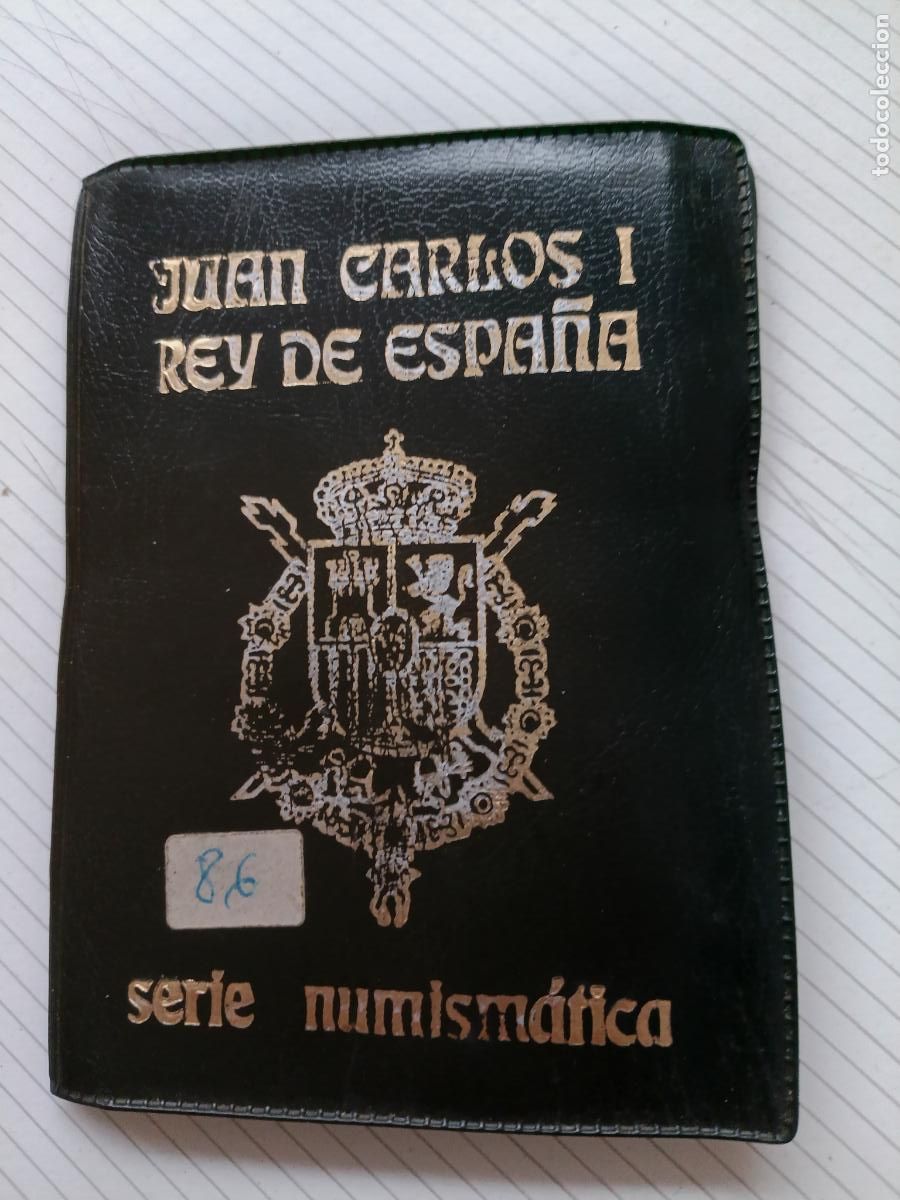 JUAN CARLOS I
REY DE ESPAÑA
8,6
serie numismática
todocoleccion